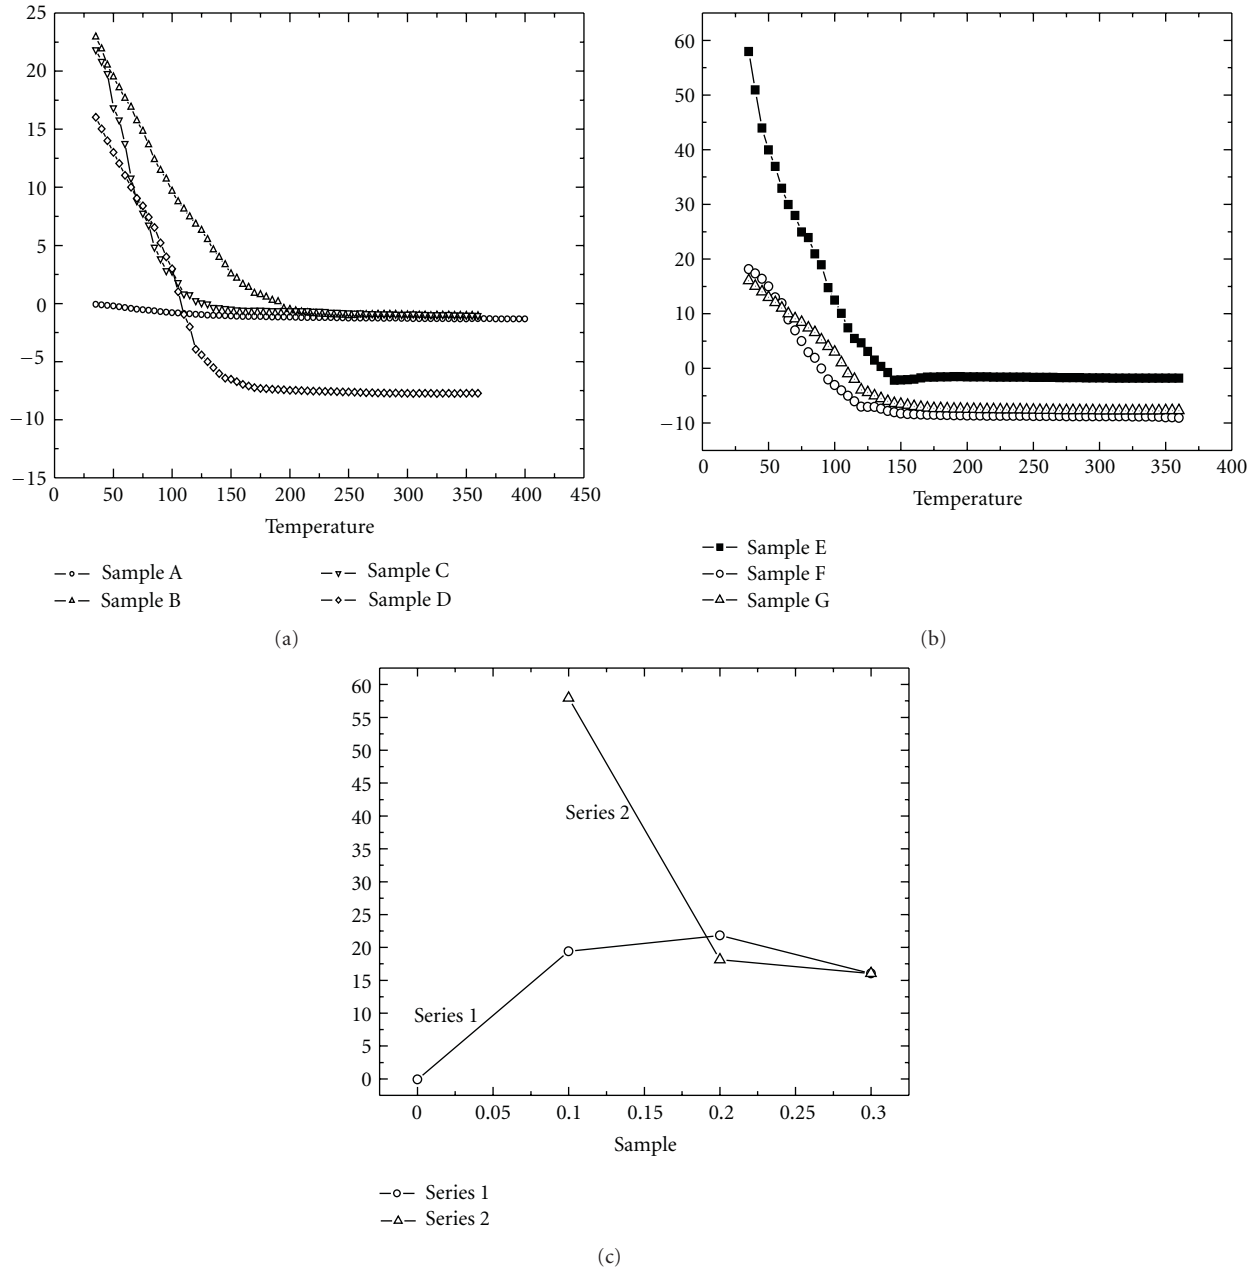 25
20
15
10
5
0
−5
−10
−15
0 50 100 150 200 250 300 350 400 450
Temperature
Sample A
Sample B
Sample C
Sample D
(a)
60
50
40
30
20
10
0
−10
0 50 100 150 200 250 300 350 400
Temperature
Sample E
Sample F
Sample G
(b)
60
55
50
45
40
35
30
25
20
15
10
5
0
Series 2
Series 1
0 0.05 0.1 0.15 0.2 0.25 0.3
Sample
Series 1
Series 2
(c)